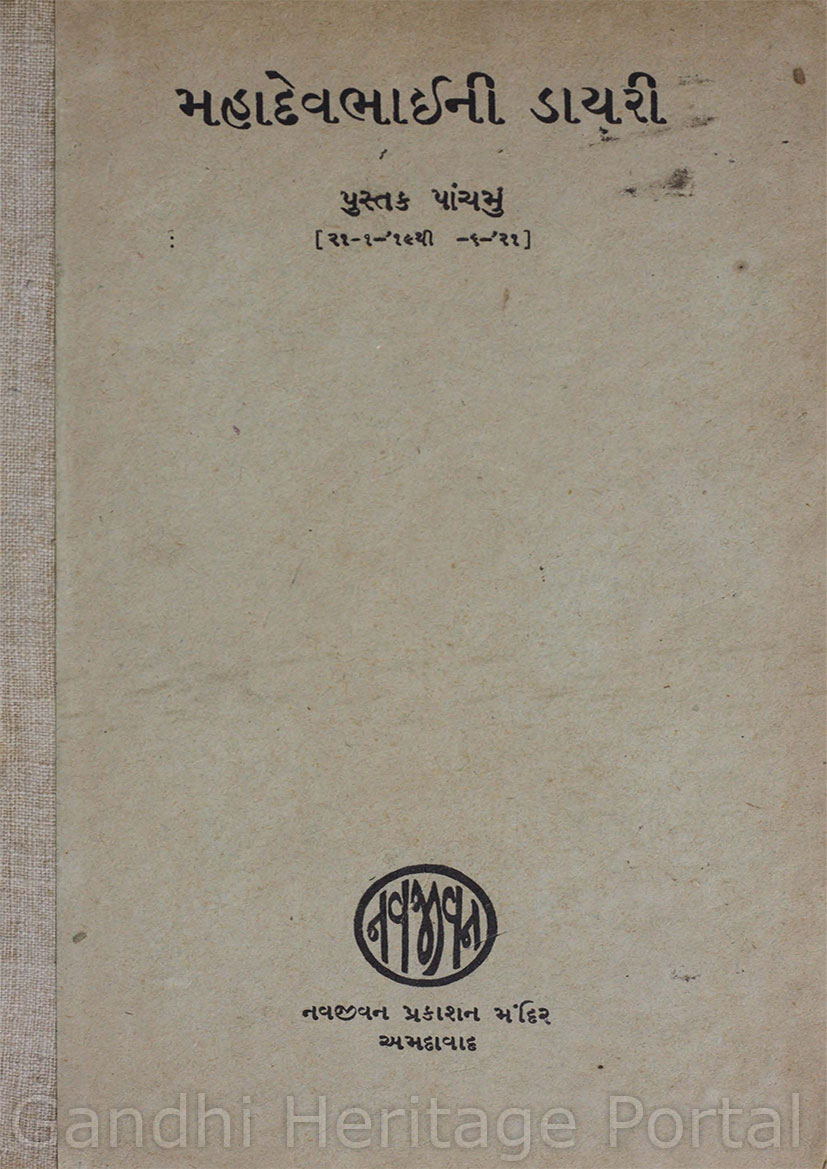 મહાદેવભાઈની ડાયરી
પુસ્તક પાંચમું
[૨૧-૧-’૧૯થી -૬-’૨૧]
નવજીવન
નવજીવન પ્રકાશન મંદિર
અમદાવાદ
Gandhi Heritage Portal